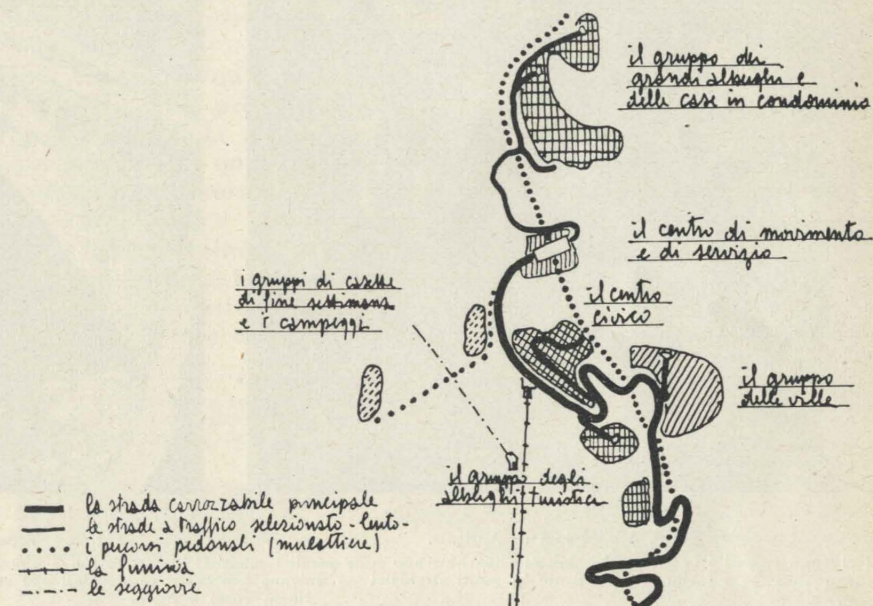 il gruppo dei
grandi alberghi e
delle case in condominio
il centro di movimento
e di servizio
i gruppi di casette
di fine settimana
e i campeggi
il centro
civico
il gruppo
delle ville
il gruppo degli
alberghi turistici
la strada carrozzabile principale
le strade a traffico selezionato - lento -
i percorsi pedonali (mulattiere)
la funivia
le seggiovie